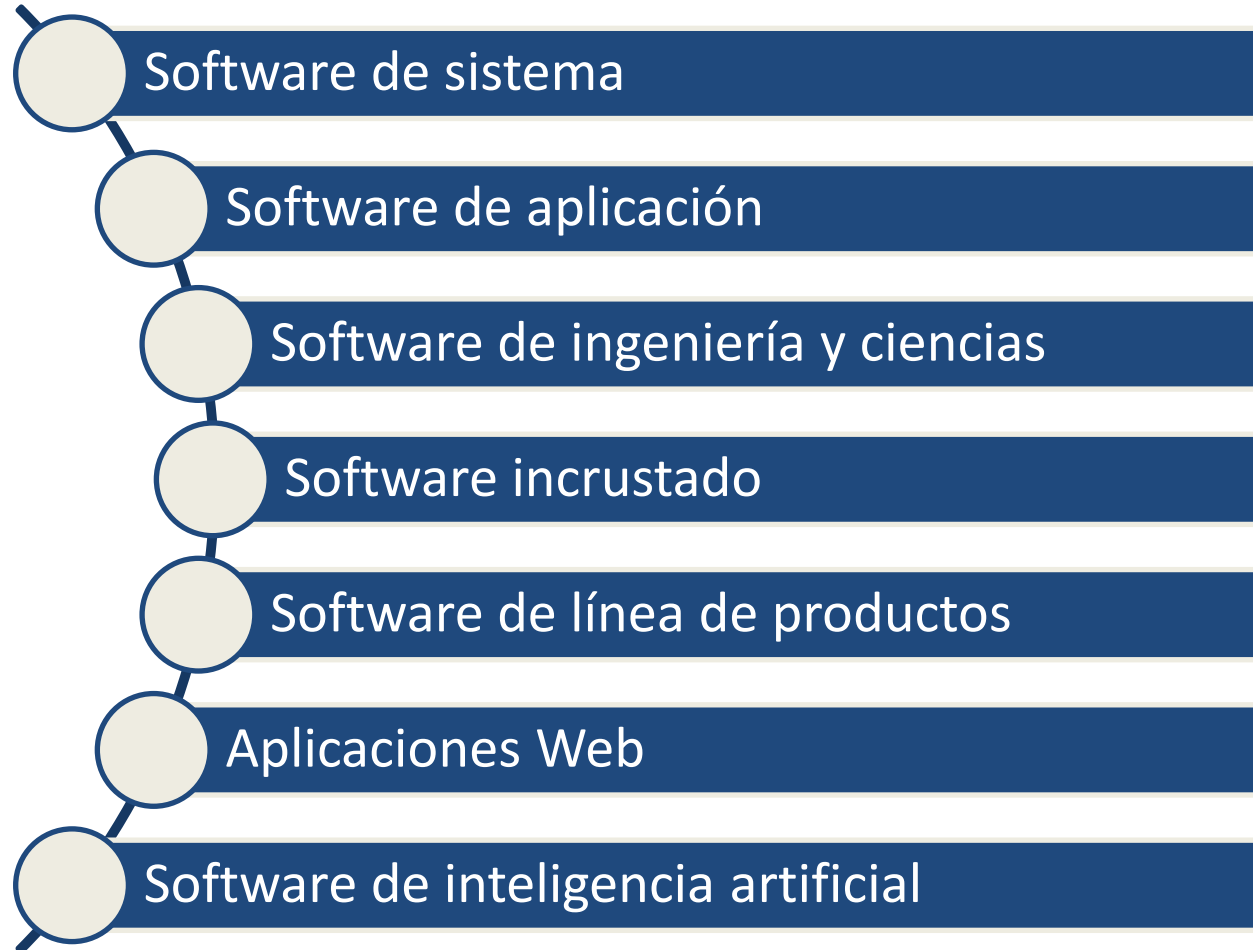 Software de sistema
Software de aplicación
Software de ingeniería y ciencias
Software incrustado
Software de línea de productos
Aplicaciones Web
Software de inteligencia artificial